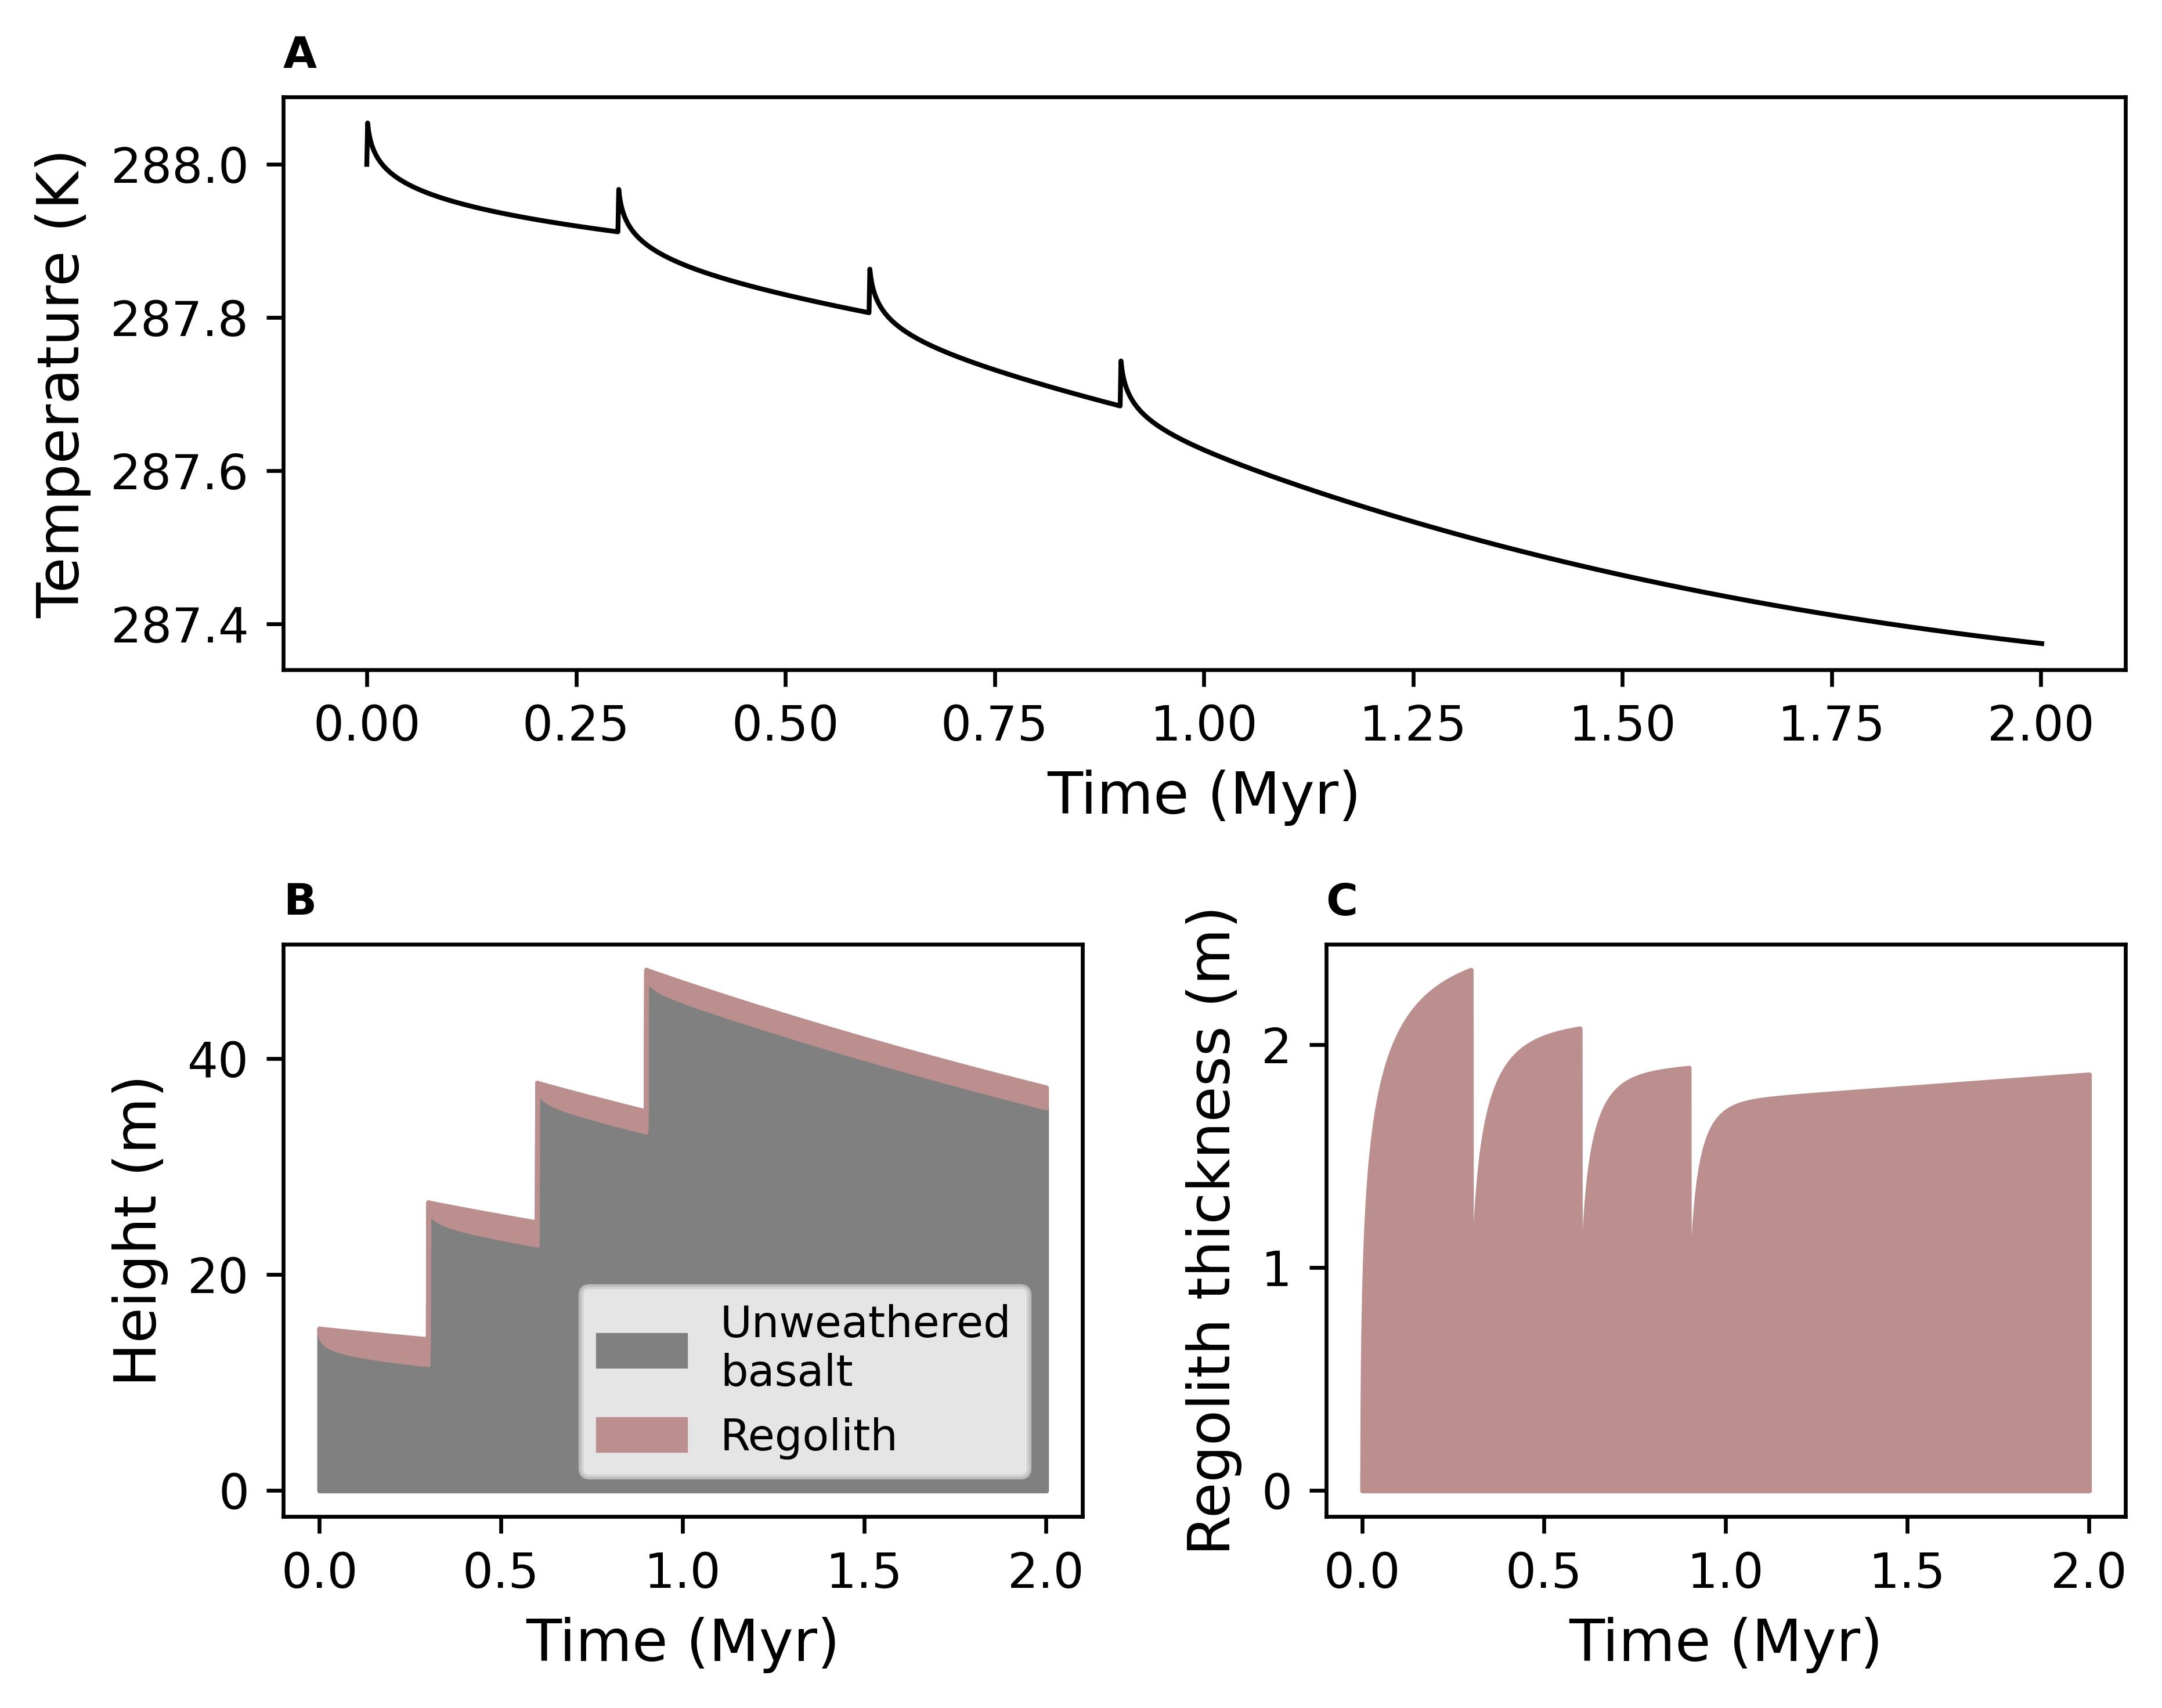 A
Temperature (K)
288.0
287.8
287.6
287.4
0.00 0.25 0.50 0.75 1.00 1.25 1.50 1.75 2.00
Time (Myr)
B
Height (m)
40
20
0
Unweathered
basalt
Regolith
0.0 0.5 1.0 1.5 2.0
Time (Myr)
C
Regolith thickness (m)
2
1
0
0.0 0.5 1.0 1.5 2.0
Time (Myr)